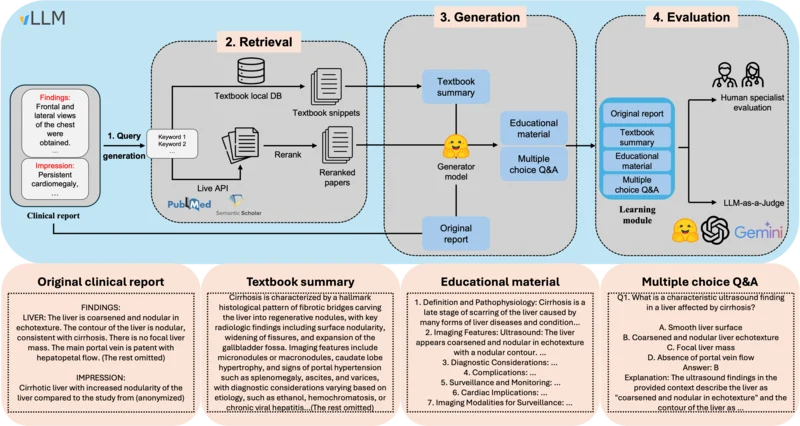 vLLM
Findings:
Frontal and
lateral views
of the chest
were
obtained.
...
Impression:
Persistent
cardiomegaly,
...
Clinical report
1. Query
generation
2. Retrieval
Textbook local DB
Textbook snippets
Keyword 1
Keyword 2
...
Live API
Rerank
Reranked
papers
PubMed
Semantic Scholar
3. Generation
Textbook
summary
Generator
model
Original
report
Educational
material
Multiple
choice Q&A
4. Evaluation
Original report
Textbook
summary
Educational
material
Multiple
choice Q&A
Learning
module
Human specialist
evaluation
LLM-as-a-Judge
Gemini
Original clinical report
FINDINGS:
LIVER: The liver is coarsened and nodular in
echotexture. The contour of the liver is nodular,
consistent with cirrhosis. There is no focal liver
mass. The main portal vein is patent with
hepatopetal flow. (The rest omitted)
IMPRESSION:
Cirrhotic liver with increased nodularity of the
liver compared to the study from (anonymized)
Textbook summary
Cirrhosis is characterized by a hallmark
histological pattern of fibrotic bridges carving
the liver into regenerative nodules, with key
radiologic findings including surface nodularity,
widening of fissures, and expansion of the
gallbladder fossa. Imaging features include
micronodules or macronodules, caudate lobe
hypertrophy, and signs of portal hypertension
such as splenomegaly, ascites, and varices,
with diagnostic considerations varying based on
etiology, such as ethanol, hemochromatosis, or
chronic viral hepatitis...(The rest omitted)
Educational material
1. Definition and Pathophysiology: Cirrhosis is a
late stage of scarring of the liver caused by
many forms of liver diseases and condition...
2. Imaging Features: Ultrasound: The liver
appears coarsened and nodular in echotexture
with a nodular contour. ...
3. Diagnostic Considerations: ...
4. Complications: ...
5. Surveillance and Monitoring: ...
6. Cardiac Implications: ...
7. Imaging Modalities for Surveillance: ...
Multiple choice Q&A
Q1. What is a characteristic ultrasound finding
in a liver affected by cirrhosis?
A. Smooth liver surface
B. Coarsened and nodular liver echotexture
C. Focal liver mass
D. Absence of portal vein flow
Answer: B
Explanation: The ultrasound findings in the
provided context describe the liver as
"coarsened and nodular in echotexture" and the
contour of the liver as ...